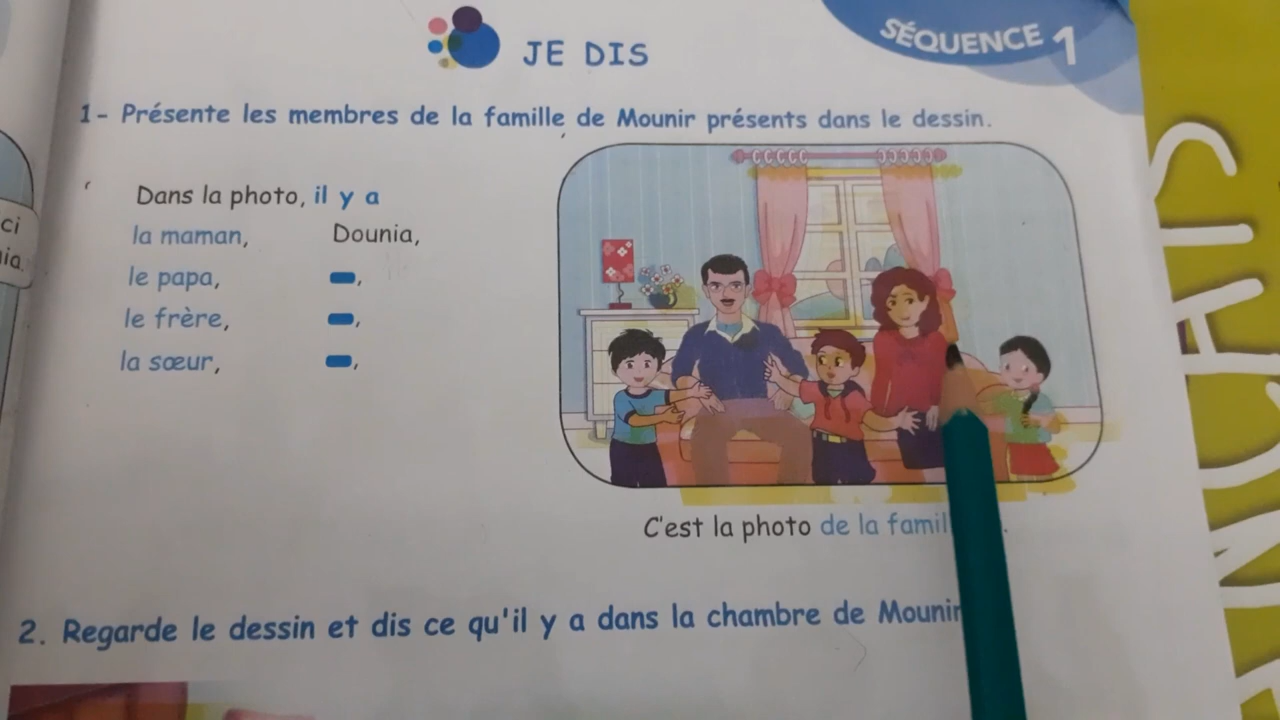 SÉQUENCE 1
JE DIS
1- Présente les membres de la famille de Mounir présents dans le dessin.
Dans la photo, il y a
la maman, Dounia,
le papa, ,
le frère, ,
la sœur, ,
C'est la photo de la famil
2. Regarde le dessin et dis ce qu'il y a dans la chambre de Mounir
ci